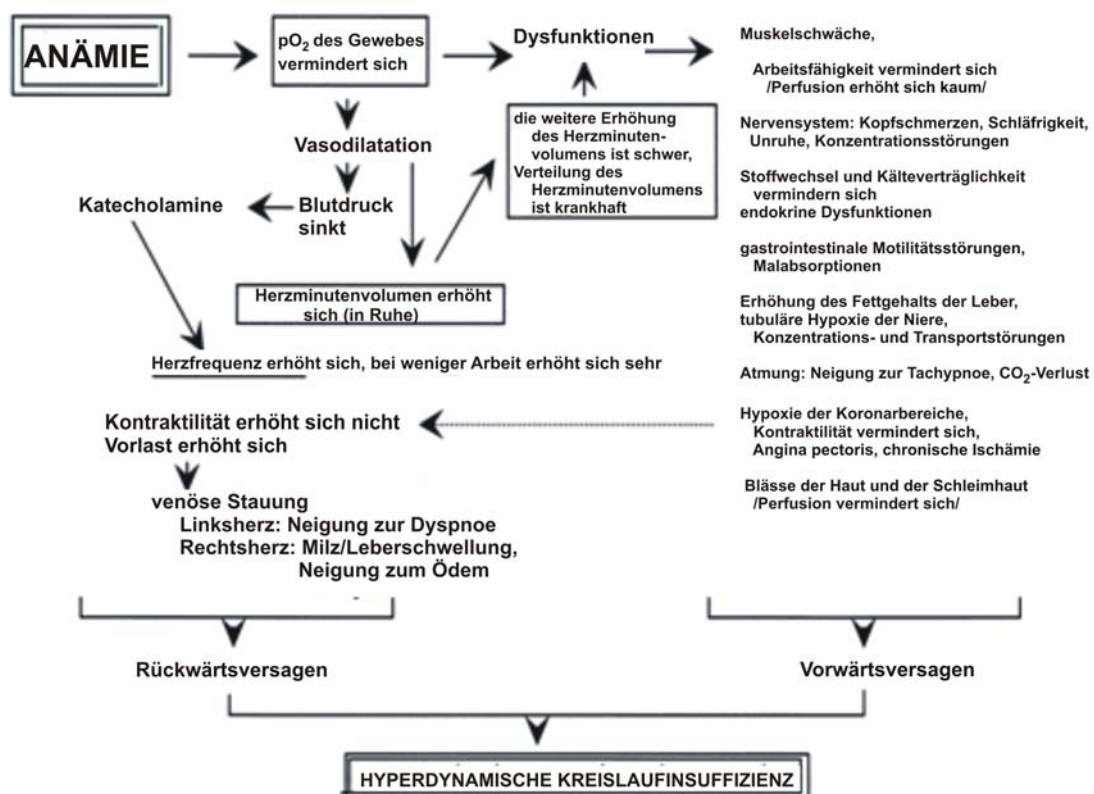 ANÄMIE
pO2 des Gewebes
vermindert sich
Dysfunktionen
Muskelschwäche,
Arbeitsfähigkeit vermindert sich
/Perfusion erhöht sich kaum/
Nervensystem: Kopfschmerzen, Schläfrigkeit,
Unruhe, Konzentrationsstörungen
Stoffwechsel und Kälteverträglichkeit
vermindern sich
endokrine Dysfunktionen
gastrointestinale Motilitätsstörungen,
Malabsorptionen
Erhöhung des Fettgehalts der Leber,
tubuläre Hypoxie der Niere,
Konzentrations- und Transportstörungen
Atmung: Neigung zur Tachypnoe, CO2-Verlust
Hypoxie der Koronarbereiche,
Kontraktilität vermindert sich,
Angina pectoris, chronische Ischämie
Blässe der Haut und der Schleimhaut
/Perfusion vermindert sich/
die weitere Erhöhung
des Herzminuten-
volumens ist schwer,
Verteilung des
Herzminutenvolumens
ist krankhaft
Vasodilatation
Katecholamine
Blutdruck
sinkt
Herzminutenvolumen erhöht
sich (in Ruhe)
Herzfrequenz erhöht sich, bei weniger Arbeit erhöht sich sehr
Kontraktilität erhöht sich nicht
Vorlast erhöht sich
venöse Stauung
Linksherz: Neigung zur Dyspnoe
Rechtsherz: Milz/Leberschwellung,
Neigung zum Ödem
Rückwärtsversagen
Vorwärtsversagen
HYPERDYNAMISCHE KREISLAUFINSUFFIZIENZ